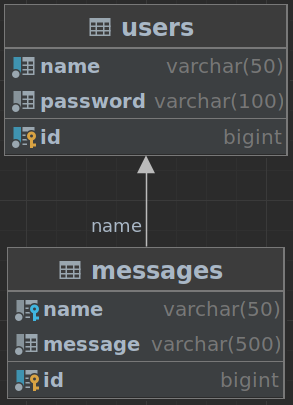 users
name varchar(50)
password varchar(100)
id bigint
name
messages
name varchar(50)
message varchar(500)
id bigint